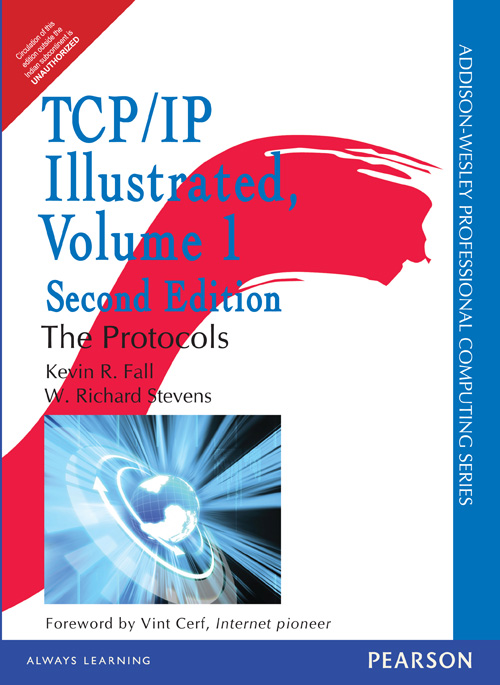 Circulation of this
edition outside the
Indian subcontinent is
UNAUTHORIZED
TCP/IP
Illustrated,
Volume 1
Second Edition
The Protocols
Kevin R. Fall
W. Richard Stevens
Foreword by Vint Cerf, Internet pioneer
ADDISON-WESLEY PROFESSIONAL COMPUTING SERIES
ALWAYS LEARNING
PEARSON